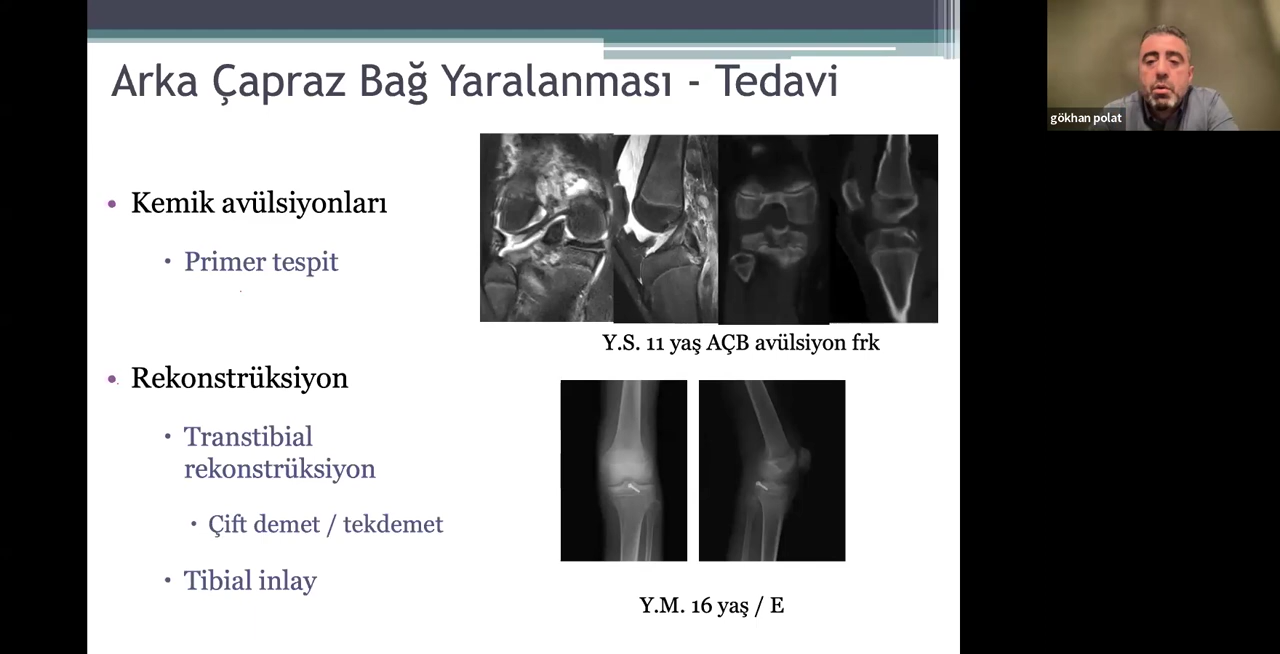 Arka Çapraz Bağ Yaralanması - Tedavi
gökhan polat
• Kemik avülsiyonları
• Primer tespit
Y.S. 11 yaş AÇB avülsiyon frk
• Rekonstrüksiyon
• Transtibial
rekonstrüksiyon
• Çift demet / tekdemet
• Tibial inlay
Y.M. 16 yaş / E